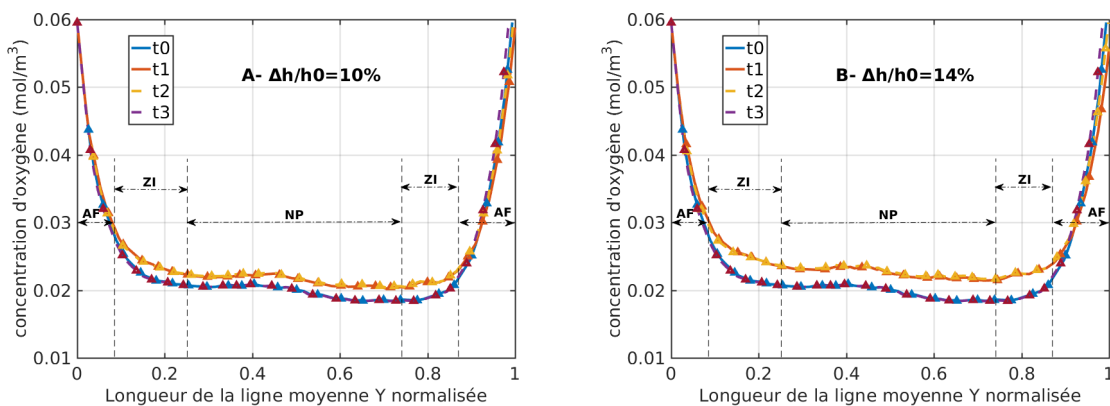 0.06
0.05
0.04
0.03
0.02
0.01
concentration d'oxygène (mol/m³)
t0
t1
t2
t3
A- Δh/h0=10%
ZI
ZI
AF
NP
AF
0
0.2
0.4
0.6
0.8
1
Longueur de la ligne moyenne Y normalisée
0.06
0.05
0.04
0.03
0.02
0.01
concentration d'oxygène (mol/m³)
t0
t1
t2
t3
B- Δh/h0=14%
ZI
ZI
AF
NP
AF
0
0.2
0.4
0.6
0.8
1
Longueur de la ligne moyenne Y normalisée